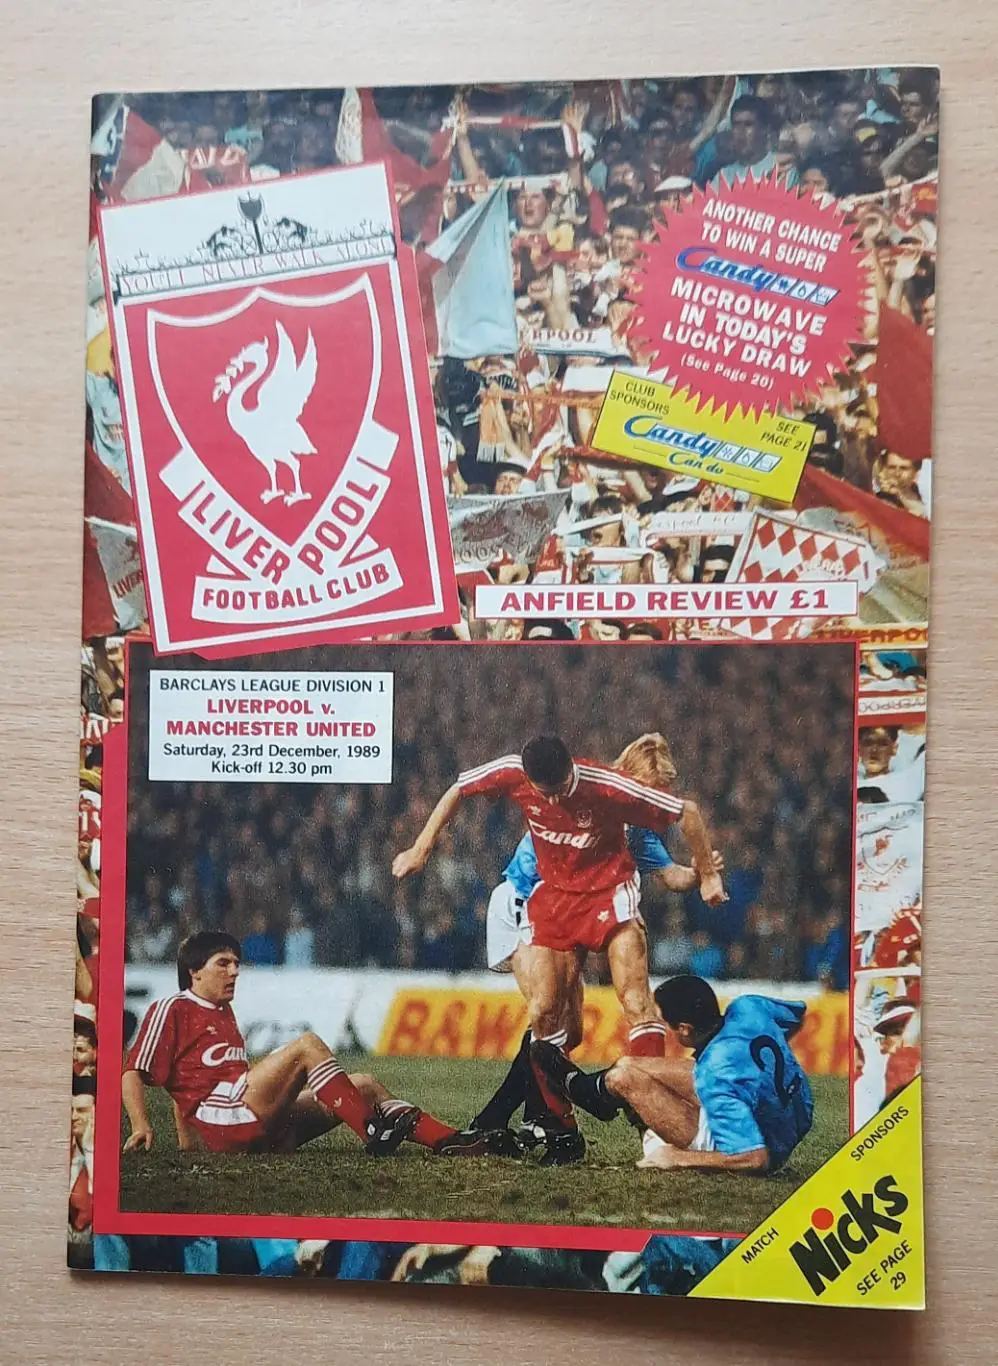 YOU'LL NEVER WALK ALONE
LIVERPOOL
FOOTBALL CLUB
ANOTHER CHANCE
TO WIN A SUPER
Candy
MICROWAVE
IN TODAY'S
LUCKY DRAW
(See Page 20)
CLUB
SPONSORS
SEE
PAGE 21
Candy
Can do
ERPOOL
ANFIELD REVIEW £1
BARCLAYS LEAGUE DIVISION 1
LIVERPOOL v.
MANCHESTER UNITED
Saturday, 23rd December, 1989
Kick-off 12.30 pm
Candy
B&W
2
MATCH
SPONSORS
NICKS
SEE PAGE
29